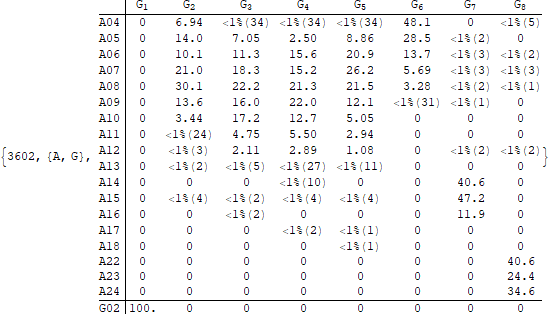 G1 G2 G3 G4 G5 G6 G7 G8
A04 0 6.94 <1%(34) <1%(34) <1%(34) 48.1 0 <1%(5)
A05 0 14.0 7.05 2.50 8.86 28.5 <1%(2) 0
A06 0 10.1 11.3 15.6 20.9 13.7 <1%(3) <1%(2)
A07 0 21.0 18.3 15.2 26.2 5.69 <1%(3) <1%(3)
A08 0 30.1 22.2 21.3 21.5 3.28 <1%(2) <1%(1)
A09 0 13.6 16.0 22.0 12.1 <1%(31) <1%(1) 0
A10 0 3.44 17.2 12.7 5.05 0 0 0
A11 0 <1%(24) 4.75 5.50 2.94 0 0 0
{3602, {A, G}, A12 0 <1%(3) 2.11 2.89 1.08 0 <1%(2) <1%(2) }
A13 0 <1%(2) <1%(5) <1%(27) <1%(11) 0 0 0
A14 0 0 0 <1%(10) 0 0 40.6 0
A15 0 <1%(4) <1%(2) <1%(4) <1%(4) 0 47.2 0
A16 0 0 <1%(2) 0 0 0 11.9 0
A17 0 0 0 <1%(2) <1%(1) 0 0 0
A18 0 0 0 0 <1%(1) 0 0 0
A22 0 0 0 0 0 0 0 40.6
A23 0 0 0 0 0 0 0 24.4
A24 0 0 0 0 0 0 0 34.6
G02 100. 0 0 0 0 0 0 0